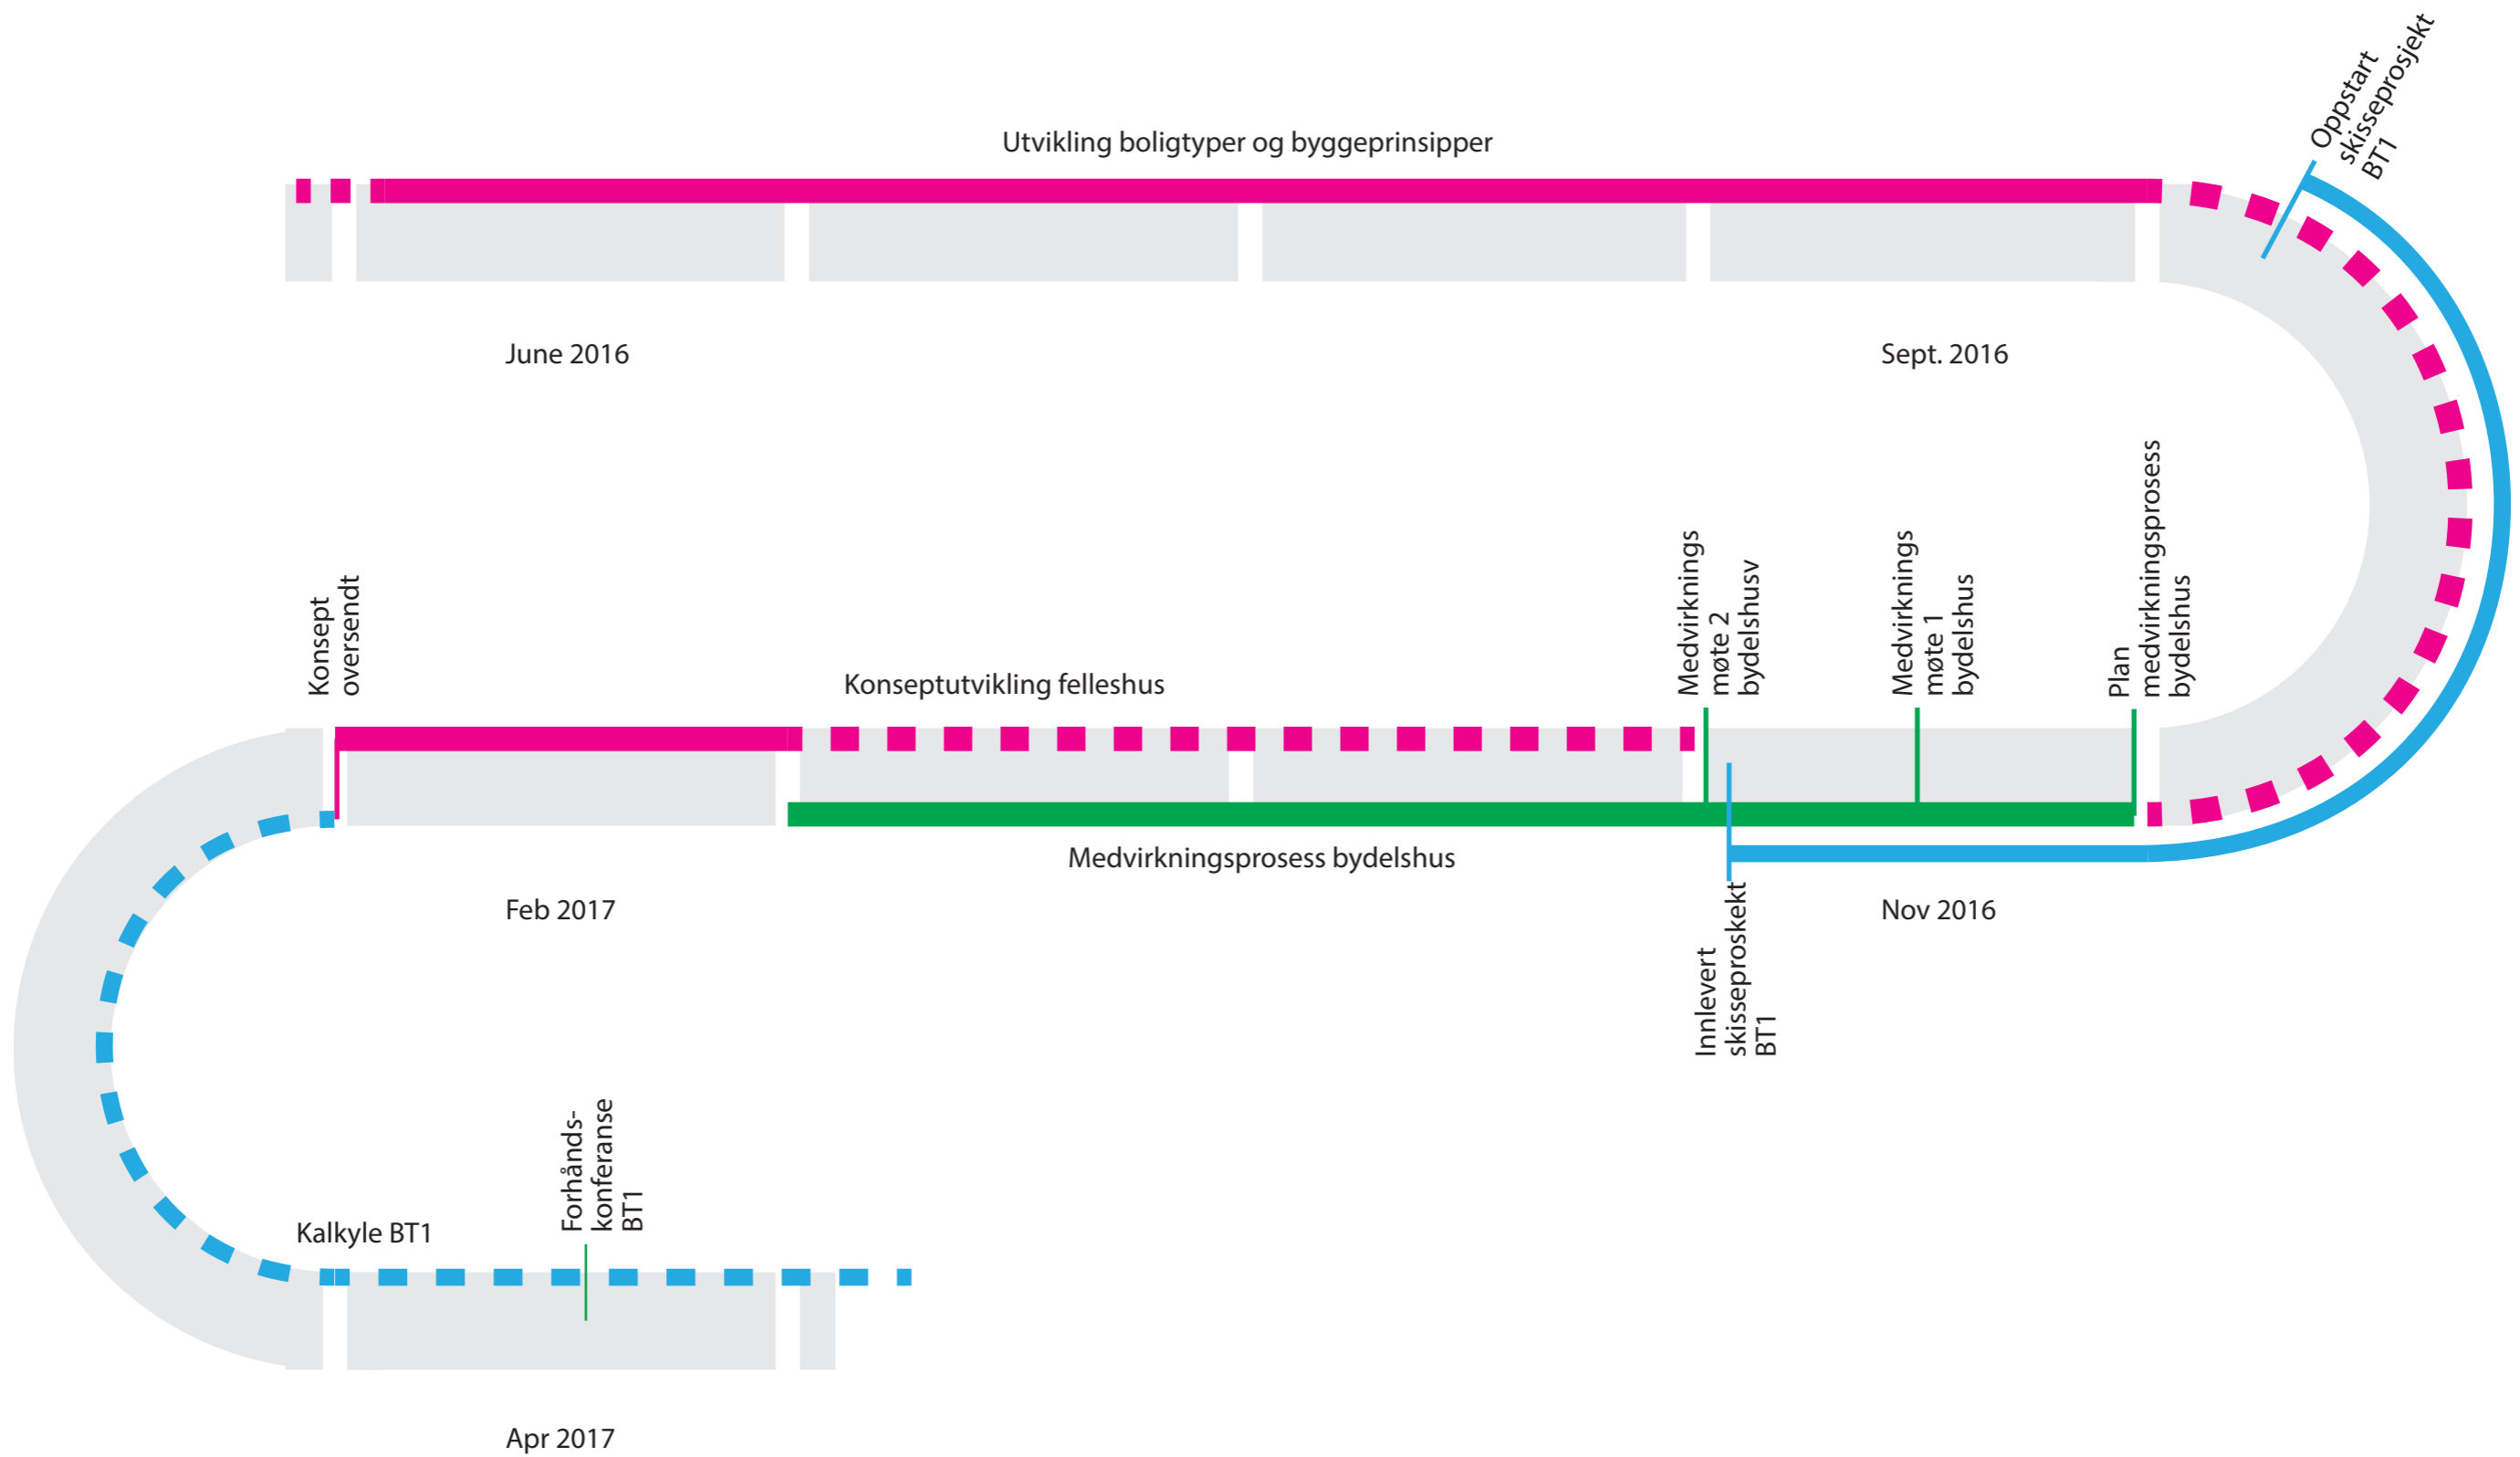 Oppstart
skisseprosjekt
BT1
Utvikling boligtyper og byggeprinsipper
June 2016
Sept. 2016
Konsept
oversendt
Konseptutvikling felleshus
Medvirknings
møte 2
bydelshusv
Medvirknings
møte 1
bydelshus
Plan
medvirkningsprosess
bydelshus
Medvirkningsprosess bydelshus
Feb 2017
Nov 2016
Innlevert
skisseproskekt
BT1
Kalkyle BT1
Forhånds-
konferanse
BT1
Apr 2017